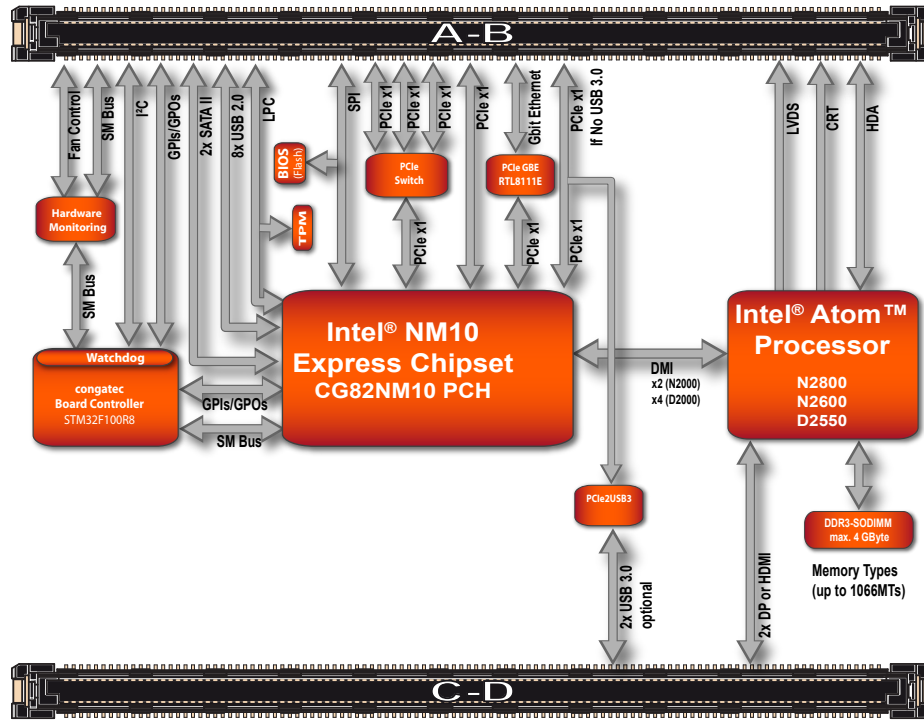 A-B
Fan Control
SM Bus
I²C
GPIs/GPOs
2x SATA II
8x USB 2.0
LPC
SPI
PCIe x1
PCIe x1
PCIe x1
PCIe x1
Gbit Ethernet
PCIe x1
If No USB 3.0
LVDS
CRT
HDA
BIOS
(Flash)
PCIe
Switch
PCIe GBE
RTL8111E
Hardware
Monitoring
TPM
PCIe x1
PCIe x1
PCIe x1
SM Bus
Intel® NM10
Express Chipset
CG82NM10 PCH
Intel® Atom™
Processor
N2800
N2600
D2550
Watchdog
congatec
Board Controller
STM32F100R8
GPIs/GPOs
SM Bus
DMI
x2 (N2000)
x4 (D2000)
PCIe2USB3
DDR3-SODIMM
max. 4 GByte
Memory Types
(up to 1066MTs)
2x USB 3.0
optional
2x DP or HDMI
C-D